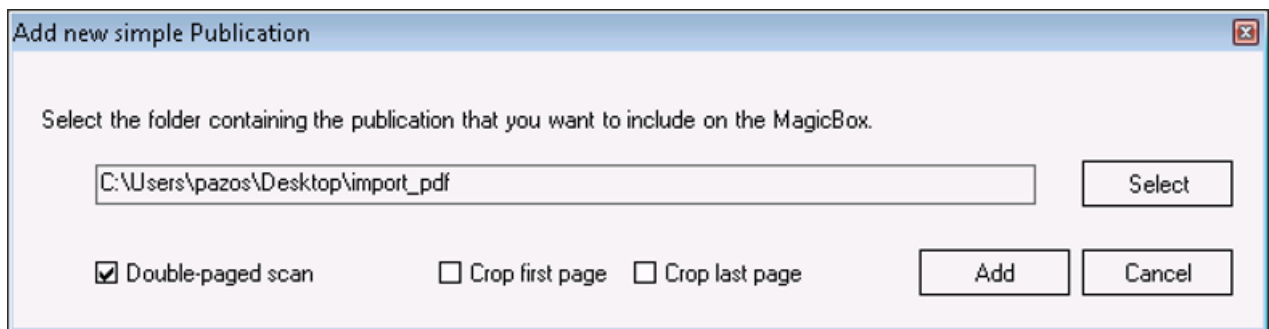 Add new simple Publication
Select the folder containing the publication that you want to include on the MagicBox.
C:\Users\pazos\Desktop\import_pdf
Select
Double-paged scan
Crop first page
Crop last page
Add
Cancel